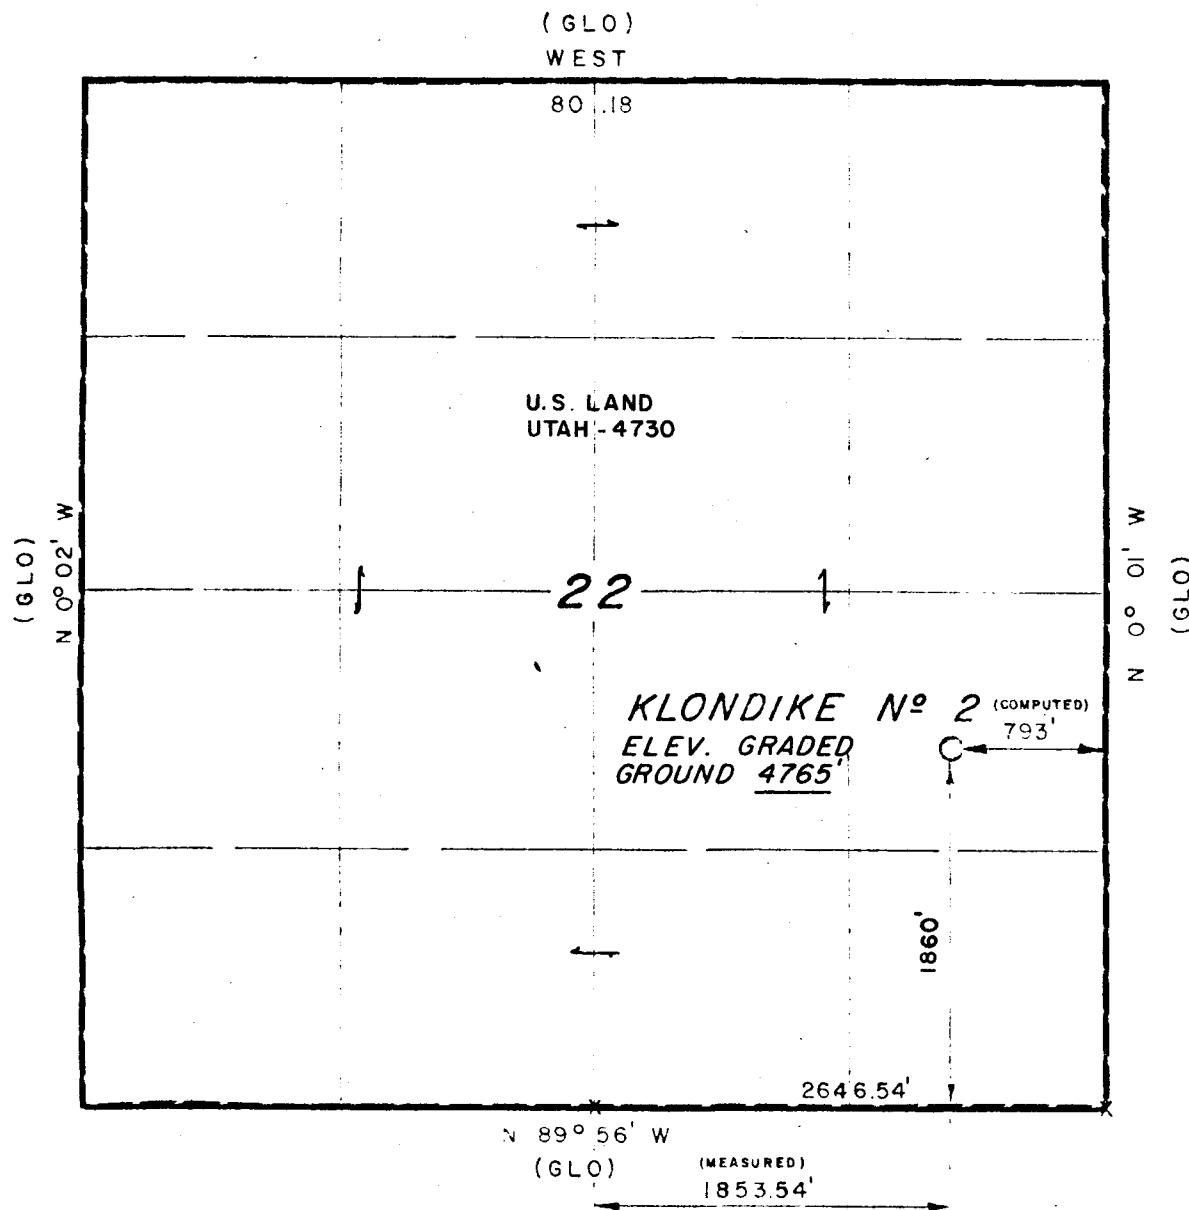 (GLO)
WEST
80.18
U.S. LAND
UTAH - 4730
(GLO)
N 0° 02' W
22
N 0° 01' W
(GLO)
KLONDIKE Nº 2
(COMPUTED)
793'
ELEV. GRADED
GROUND 4765'
1860'
2646.54'
N 89° 56' W
(GLO)
(MEASURED)
1853.54'